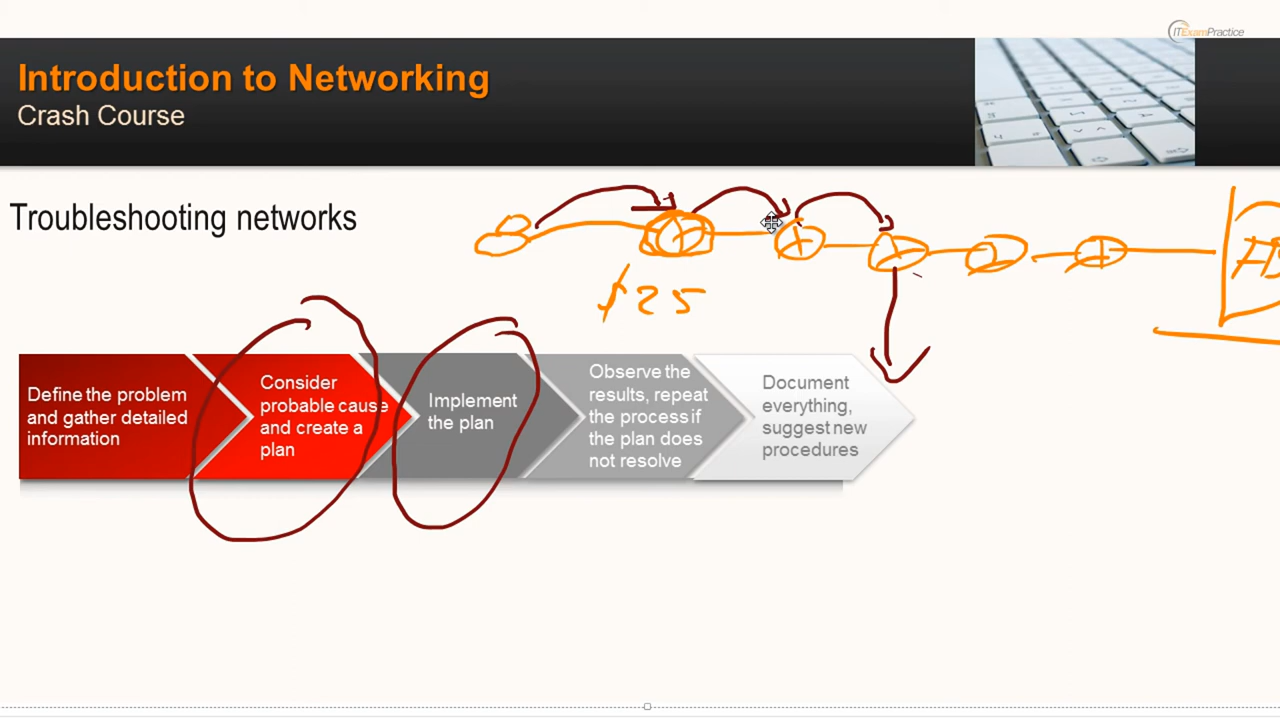 ITExamPractice
Introduction to Networking
Crash Course
Troubleshooting networks
25
Define the problem
and gather detailed
information
Consider
probable cause
and create a
plan
Implement
the plan
Observe the
results, repeat
the process if
the plan does
not resolve
Document
everything,
suggest new
procedures